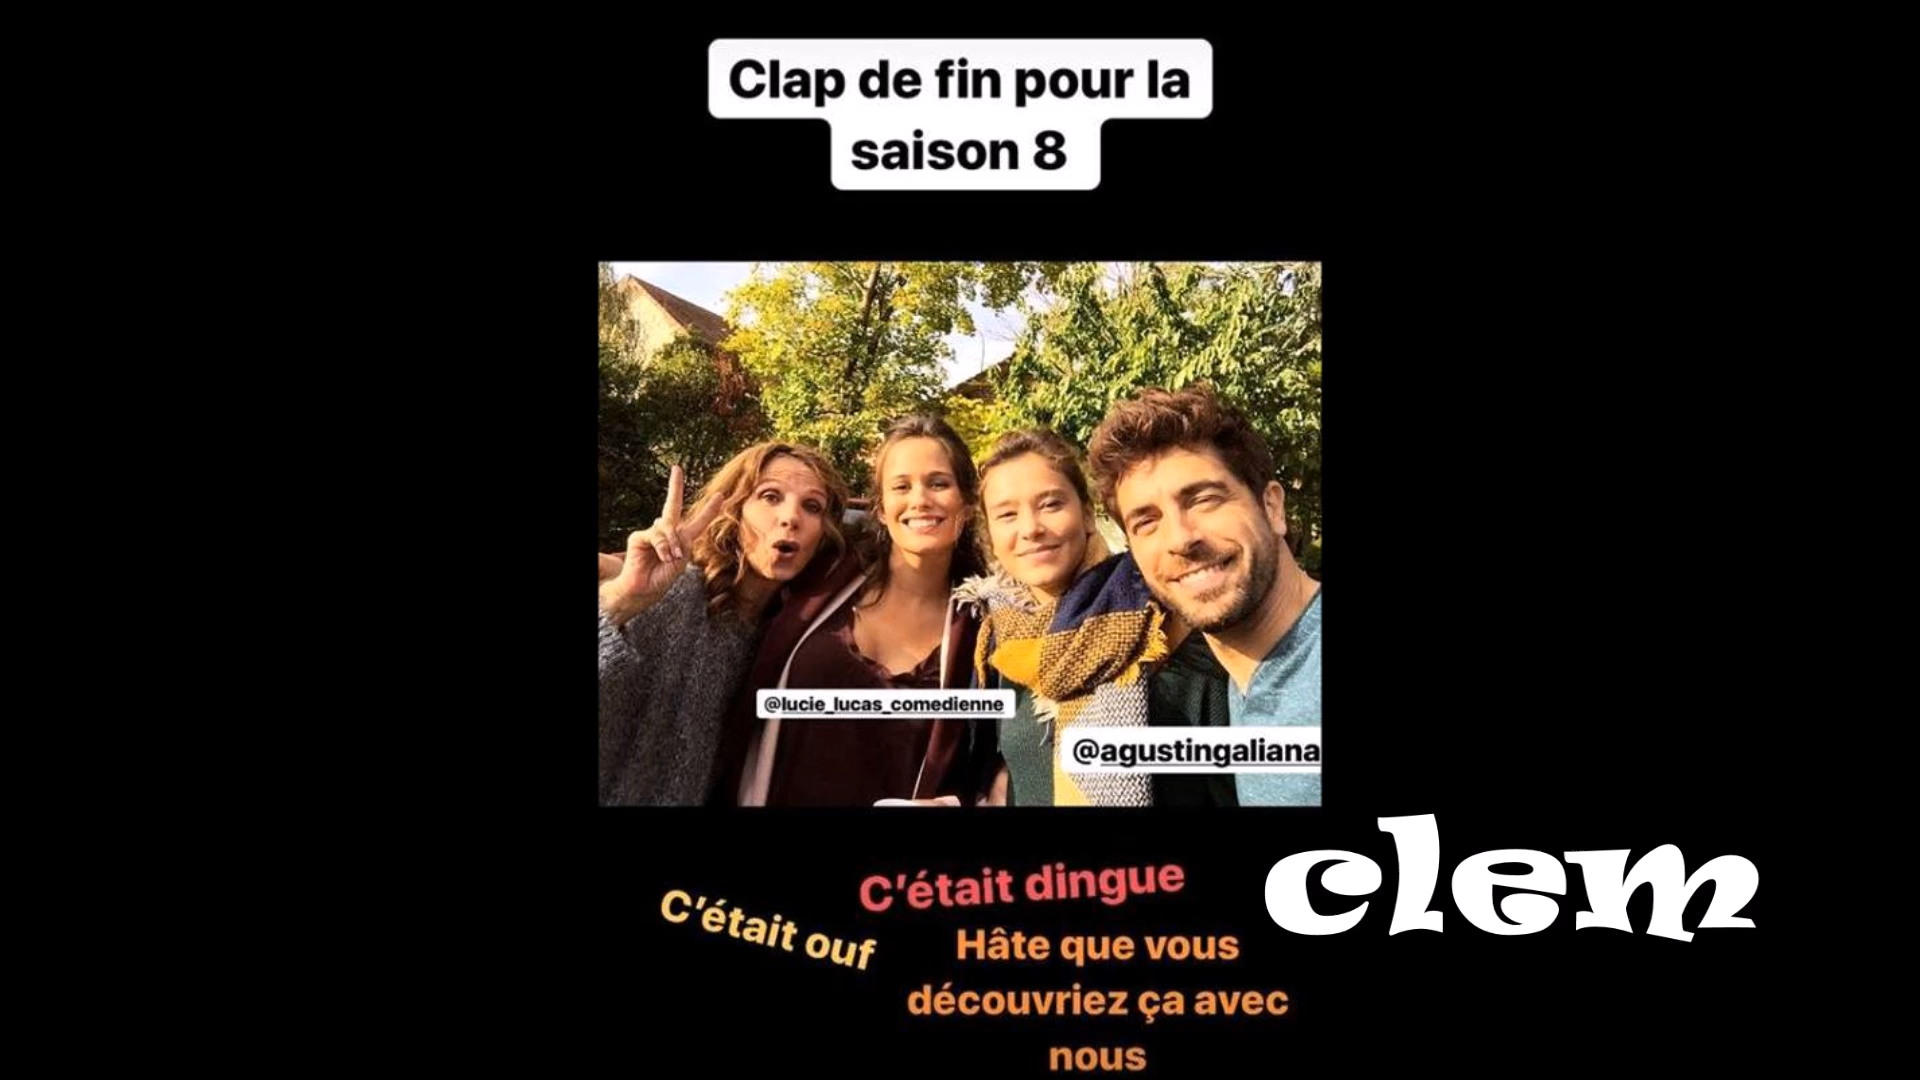 Clap de fin pour la
saison 8
@lucie_lucas_comedienne
@agustingaliana
C'était dingue
C'était ouf
Hâte que vous
découvriez ça avec
nous
clem